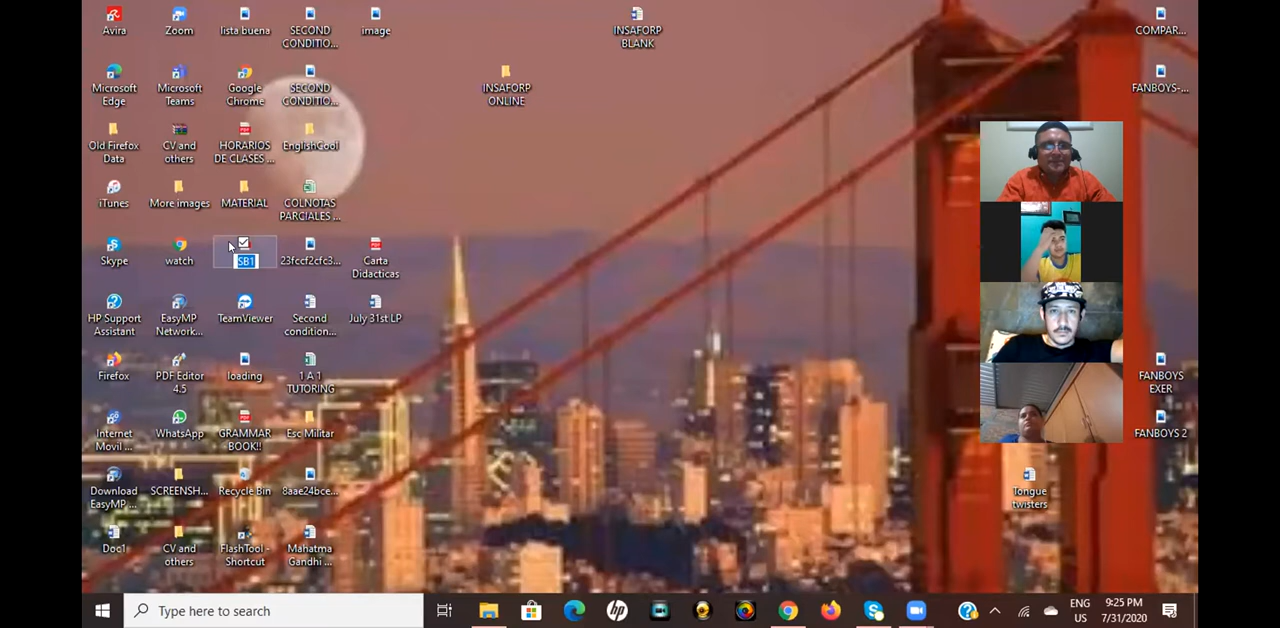 Avira
Zoom
lista buena
SECOND
CONDITIO...
image
INSAFORP
BLANK
COMPAR...
Microsoft
Edge
Microsoft
Teams
Google
Chrome
SECOND
CONDITIO...
INSAFORP
ONLINE
FANBOYS-...
Old Firefox
Data
CV and
others
HORARIOS
DE CLASES ...
EnglishCool
iTunes
More images
MATERIAL
COLNOTAS
PARCIALES ...
Skype
watch
SB1
23fccf2cfc3...
Carta
Didacticas
HP Support
Assistant
EasyMP
Network...
TeamViewer
Second
condition...
July 31st LP
Firefox
PDF Editor
4.5
loading
1 A 1
TUTORING
FANBOYS
EXER
Internet
Movil ...
WhatsApp
GRAMMAR
BOOK!!
Esc Militar
FANBOYS 2
Download
EasyMP ...
SCREENSH...
Recycle Bin
8aae24bce...
Tongue
twisters
Doc1
CV and
others
FlashTool -
Shortcut
Mahatma
Gandhi ...
Type here to search
ENG
US
9:25 PM
7/31/2020